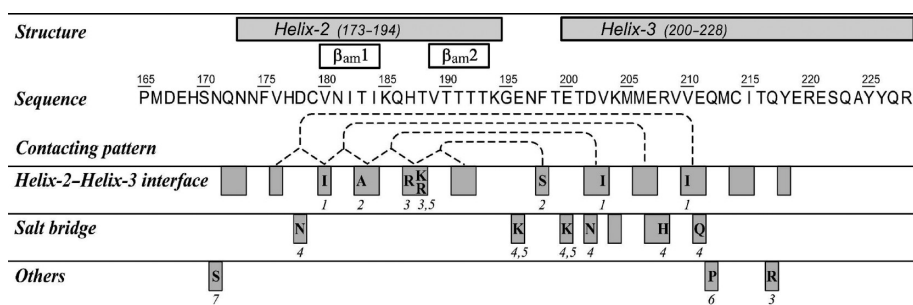 Structure Helix-2 (173–194) Helix-3 (200–228)
βam1 βam2
165 170 175 180 185 190 195 200 205 210 215 220 225
Sequence PMDEHSNQNNFVHDCVNITIKQHTVTTTTKGENFTETDVKMMERVVEQMCITQYERESQAYYQR
Contacting pattern
Helix-2–Helix-3 interface I A R K R S I I
1 2 3 3,5 2 1 1
Salt bridge N K K N H Q
4 4,5 4,5 4 4 4
Others S P R
7 6 3